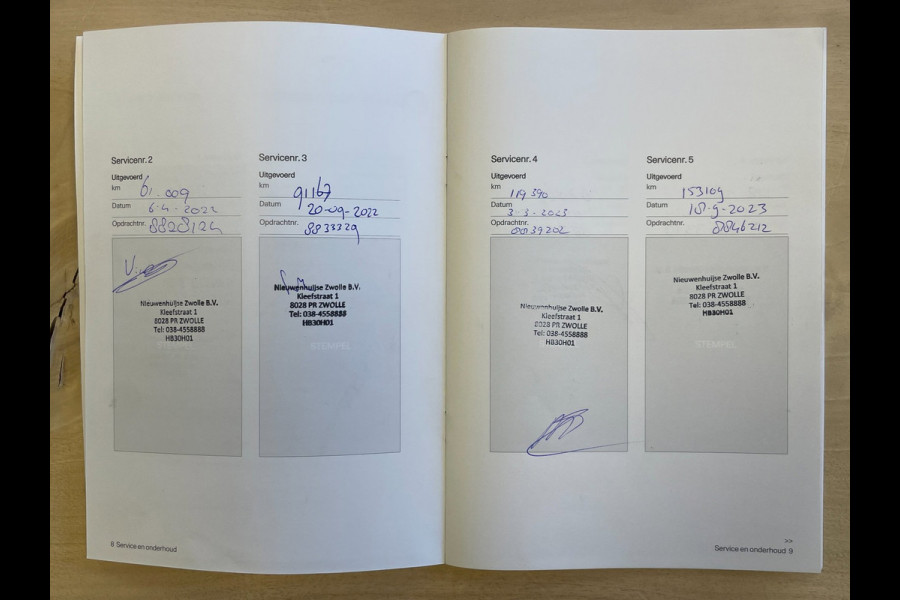 Servicenr. 2
Uitgevoerd
km 61.009
Datum 6-4-2022
Opdrachtnr. 8828124
Nieuwenhuijse Zwolle B.V.
Kleefstraat 1
8028 PR ZWOLLE
Tel: 038-4558888
HB30H01
Servicenr. 3
Uitgevoerd
km 91167
Datum 20-09-2022
Opdrachtnr. 8833329
Nieuwenhuijse Zwolle B.V.
Kleefstraat 1
8028 PR ZWOLLE
Tel: 038-4558888
HB30H01
STEMPEL
8 Service en onderhoud
Servicenr. 4
Uitgevoerd
km 119390
Datum 3-3-2023
Opdrachtnr. 8839202
Nieuwenhuijse Zwolle B.V.
Kleefstraat 1
8028 PR ZWOLLE
Tel: 038-4558888
HB30H01
Servicenr. 5
Uitgevoerd
km 153109
Datum 18-9-2023
Opdrachtnr. 8846212
Nieuwenhuijse Zwolle B.V.
Kleefstraat 1
8028 PR ZWOLLE
Tel: 038-4558888
HB30H01
STEMPEL
>>
Service en onderhoud 9